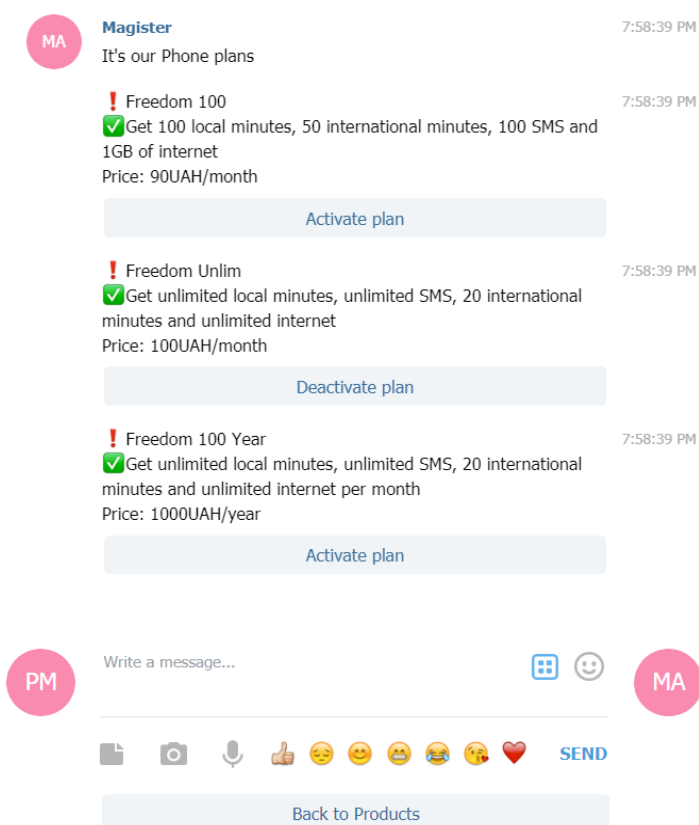 MA
Magister
7:58:39 PM
It's our Phone plans
❗ Freedom 100
7:58:39 PM
✅Get 100 local minutes, 50 international minutes, 100 SMS and
1GB of internet
Price: 90UAH/month
Activate plan
❗ Freedom Unlim
7:58:39 PM
✅Get unlimited local minutes, unlimited SMS, 20 international
minutes and unlimited internet
Price: 100UAH/month
Deactivate plan
❗ Freedom 100 Year
7:58:39 PM
✅Get unlimited local minutes, unlimited SMS, 20 international
minutes and unlimited internet per month
Price: 1000UAH/year
Activate plan
PM
Write a message...
MA
SEND
Back to Products